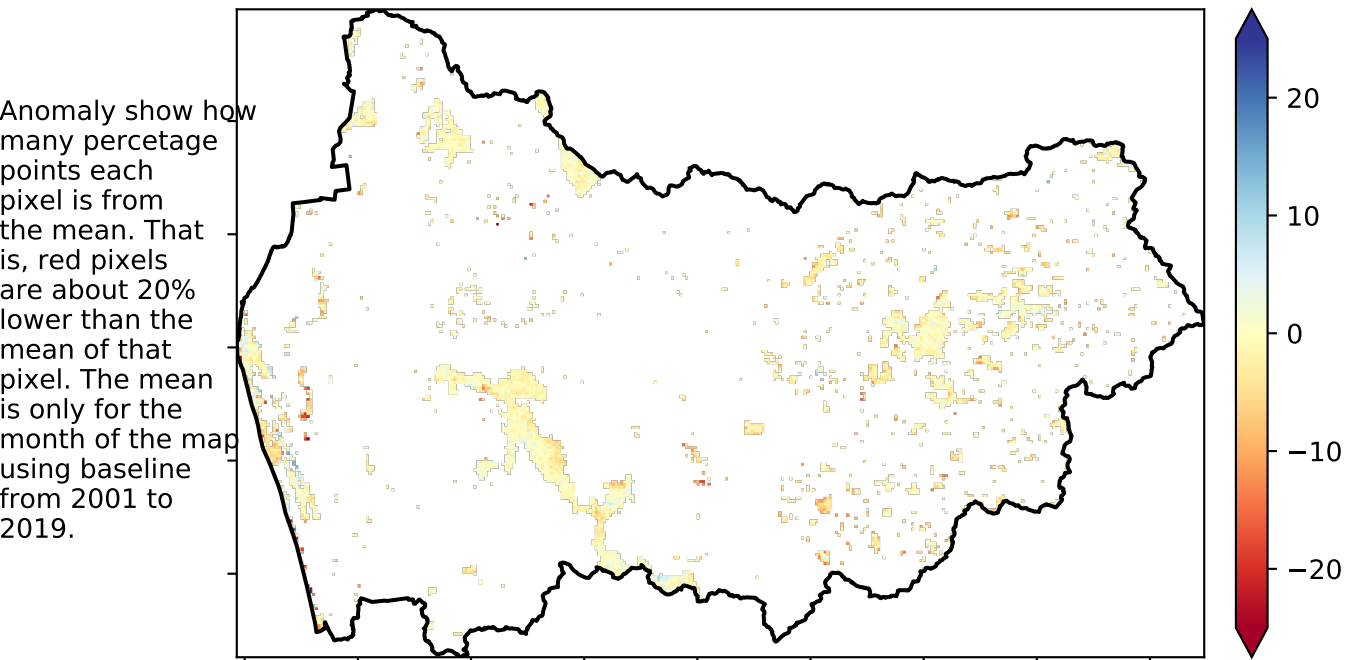 Anomaly show how
many percetage
points each
pixel is from
the mean. That
is, red pixels
are about 20%
lower than the
mean of that
pixel. The mean
is only for the
month of the map
using baseline
from 2001 to
2019.
20
10
0
−10
−20